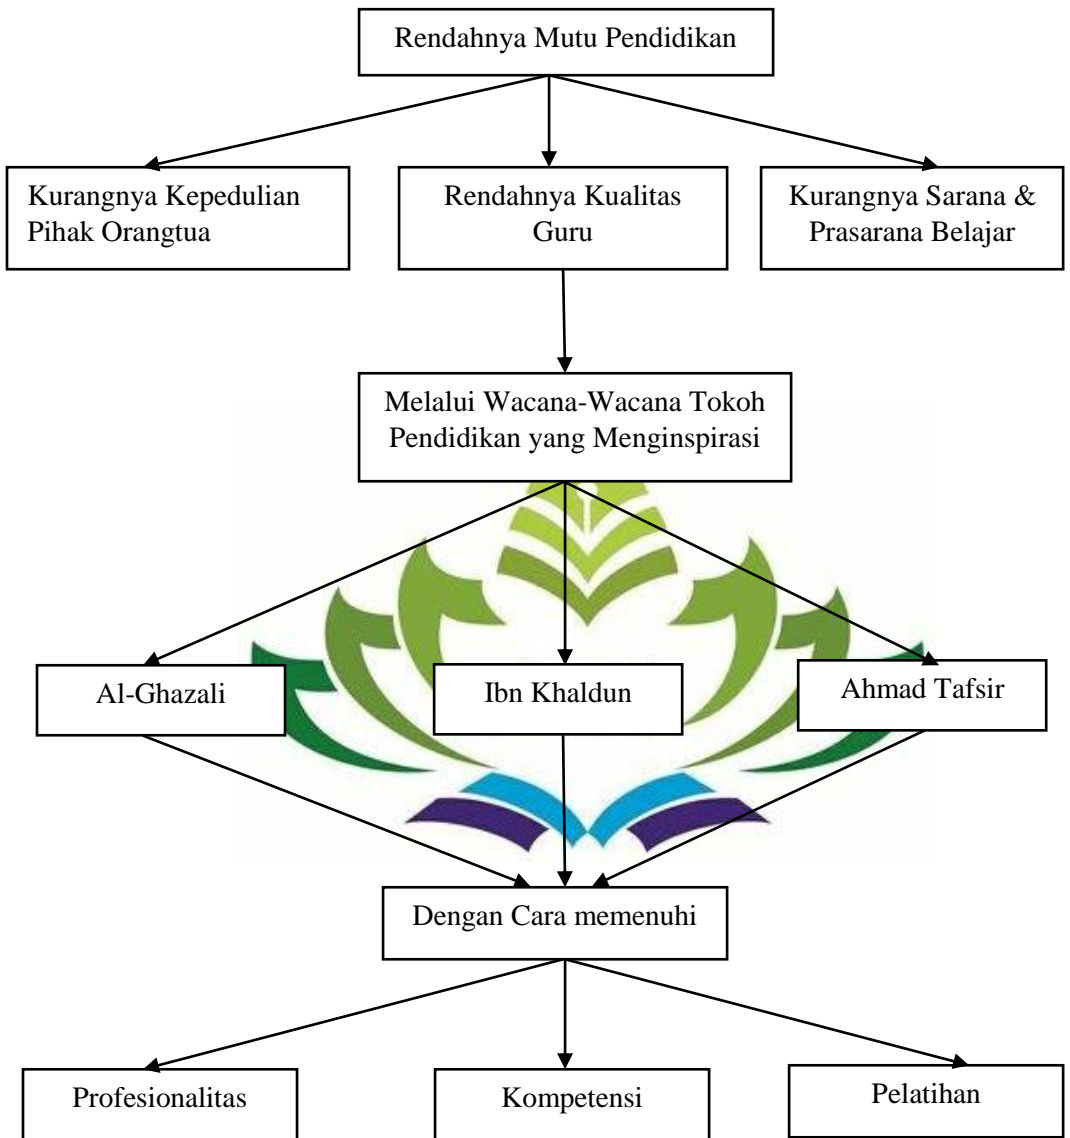 Rendahnya Mutu Pendidikan
Kurangnya Kepedulian
Pihak Orangtua
Rendahnya Kualitas
Guru
Kurangnya Sarana &
Prasarana Belajar
Melalui Wacana-Wacana Tokoh
Pendidikan yang Menginspirasi
Al-Ghazali
Ibn Khaldun
Ahmad Tafsir
Dengan Cara memenuhi
Profesionalitas
Kompetensi
Pelatihan